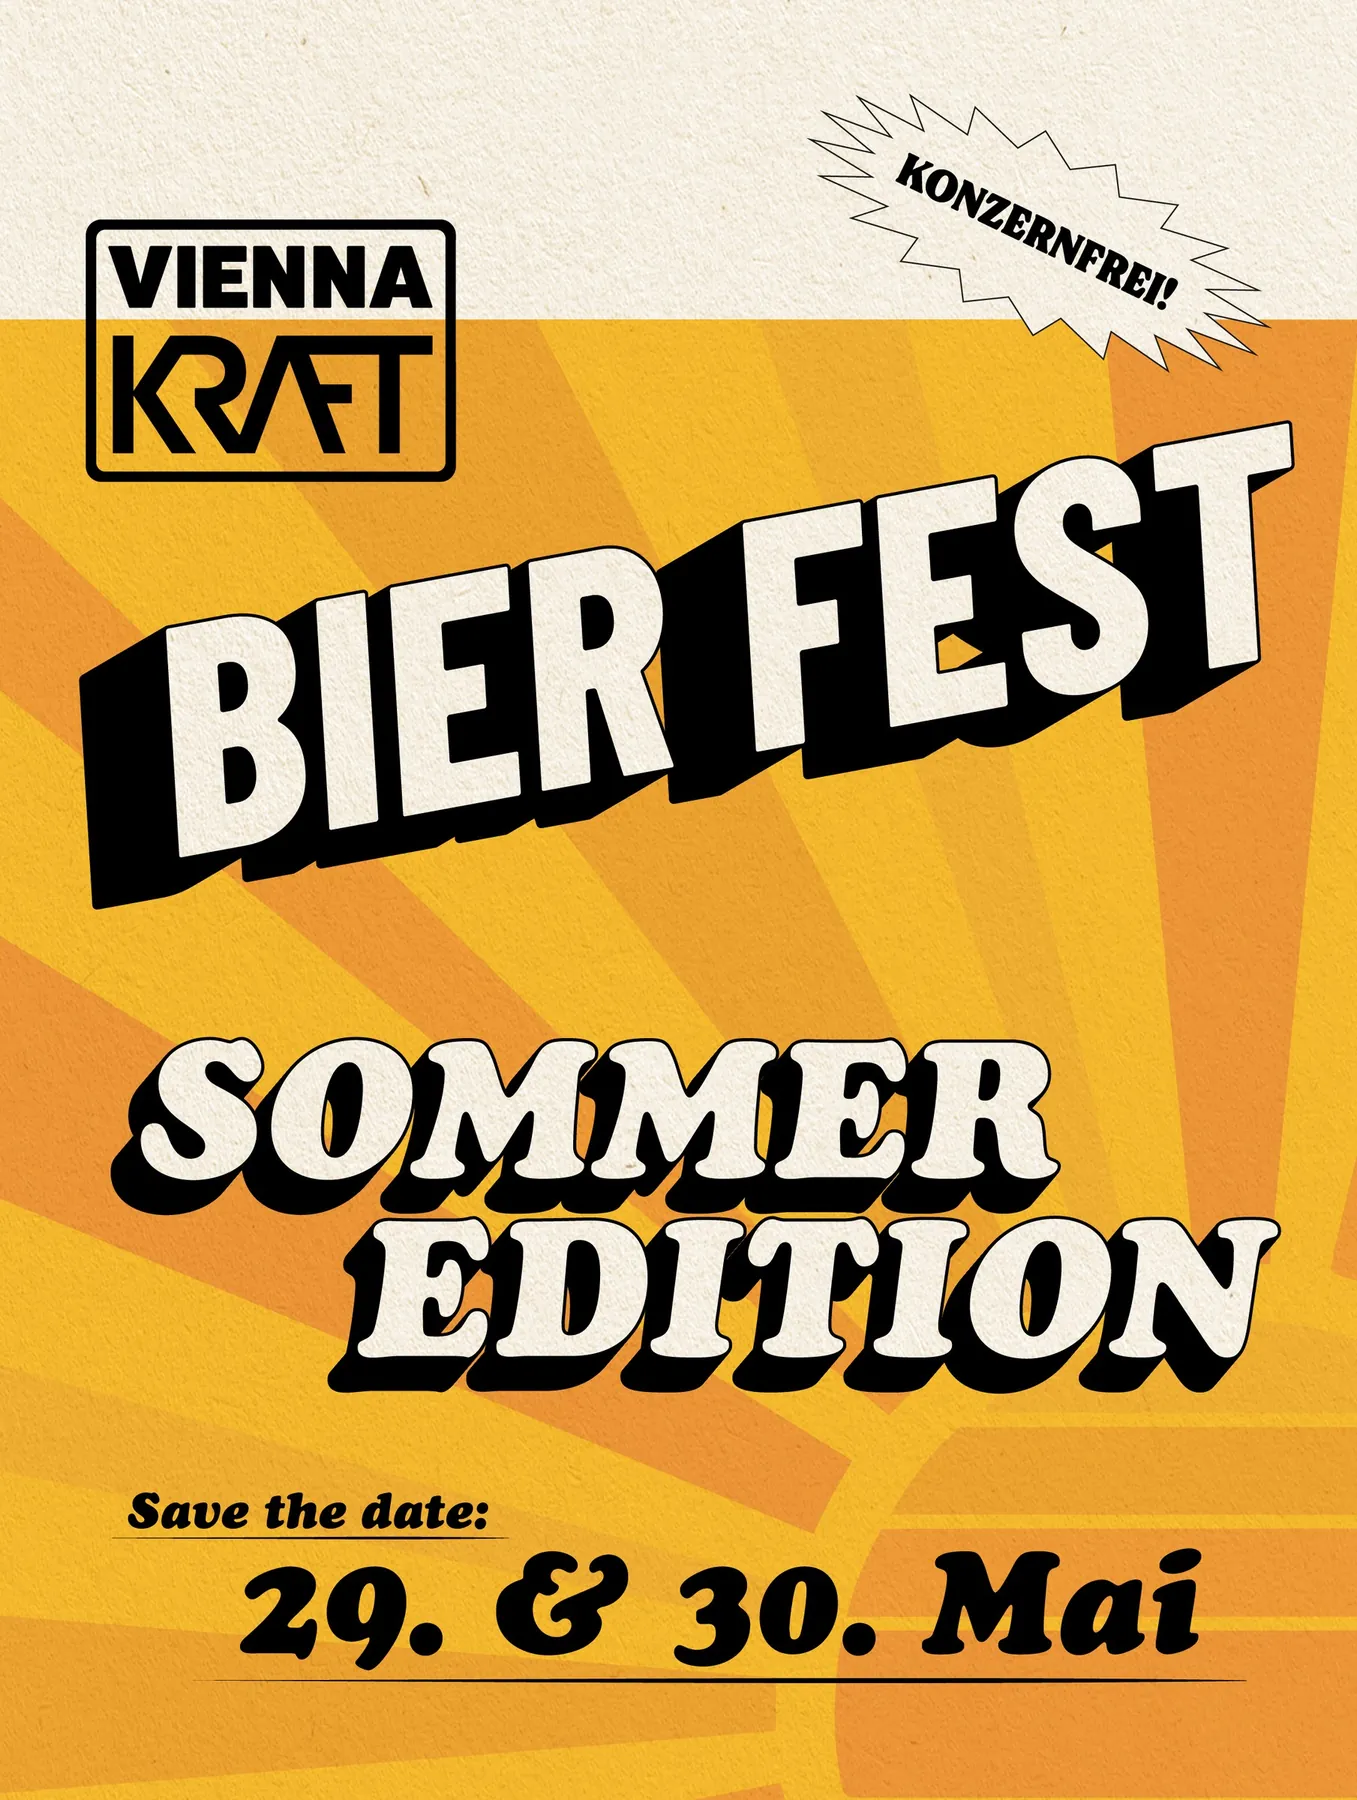 KONZERNFREI!
VIENNA
KRAFT
BIER FEST
SOMMER
EDITION
Save the date:
29. & 30. Mai